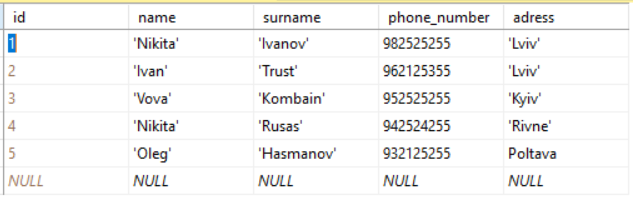 id name surname phone_number adress
1 'Nikita' 'Ivanov' 982525255 'Lviv'
2 'Ivan' 'Trust' 962125355 'Lviv'
3 'Vova' 'Kombain' 952525255 'Kyiv'
4 'Nikita' 'Rusas' 942524255 'Rivne'
5 'Oleg' 'Hasmanov' 932125255 Poltava
NULL NULL NULL NULL NULL